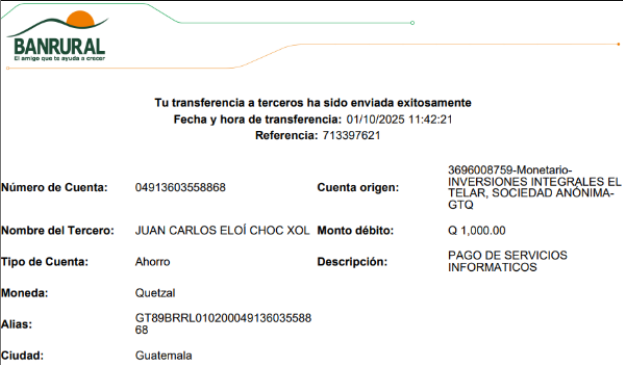 BANRURAL
El amigo que te ayuda a crecer
Tu transferencia a terceros ha sido enviada exitosamente
Fecha y hora de transferencia: 01/10/2025 11:42:21
Referencia: 713397621
Número de Cuenta: 04913603558868
Cuenta origen: 3696008759-Monetario-
INVERSIONES INTEGRALES EL
TELAR, SOCIEDAD ANÓNIMA-
GTQ
Nombre del Tercero: JUAN CARLOS ELOÍ CHOC XOL
Monto débito: Q 1,000.00
Tipo de Cuenta: Ahorro
Descripción: PAGO DE SERVICIOS
INFORMATICOS
Moneda: Quetzal
Alias: GT89BRRL010200049136035588
68
Ciudad: Guatemala